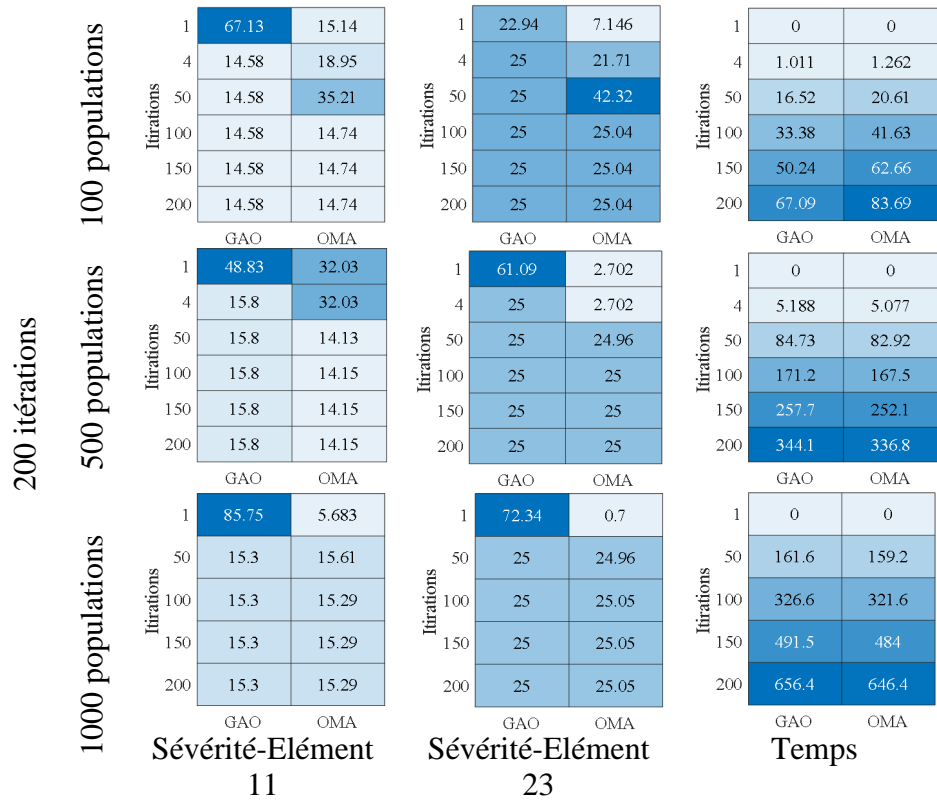 200 itérations
100 populations
Itirations
1 67.13 15.14
4 14.58 18.95
50 14.58 35.21
100 14.58 14.74
150 14.58 14.74
200 14.58 14.74
GAO OMA
Itirations
1 22.94 7.146
4 25 21.71
50 25 42.32
100 25 25.04
150 25 25.04
200 25 25.04
GAO OMA
Itirations
1 0 0
4 1.011 1.262
50 16.52 20.61
100 33.38 41.63
150 50.24 62.66
200 67.09 83.69
GAO OMA
500 populations
Itirations
1 48.83 32.03
4 15.8 32.03
50 15.8 14.13
100 15.8 14.15
150 15.8 14.15
200 15.8 14.15
GAO OMA
Itirations
1 61.09 2.702
4 25 2.702
50 25 24.96
100 25 25
150 25 25
200 25 25
GAO OMA
Itirations
1 0 0
4 5.188 5.077
50 84.73 82.92
100 171.2 167.5
150 257.7 252.1
200 344.1 336.8
GAO OMA
1000 populations
Itirations
1 85.75 5.683
50 15.3 15.61
100 15.3 15.29
150 15.3 15.29
200 15.3 15.29
GAO OMA
Itirations
1 72.34 0.7
50 25 24.96
100 25 25.05
150 25 25.05
200 25 25.05
GAO OMA
Itirations
1 0 0
50 161.6 159.2
100 326.6 321.6
150 491.5 484
200 656.4 646.4
GAO OMA
Sévérité-Elément
11
Sévérité-Elément
23
Temps